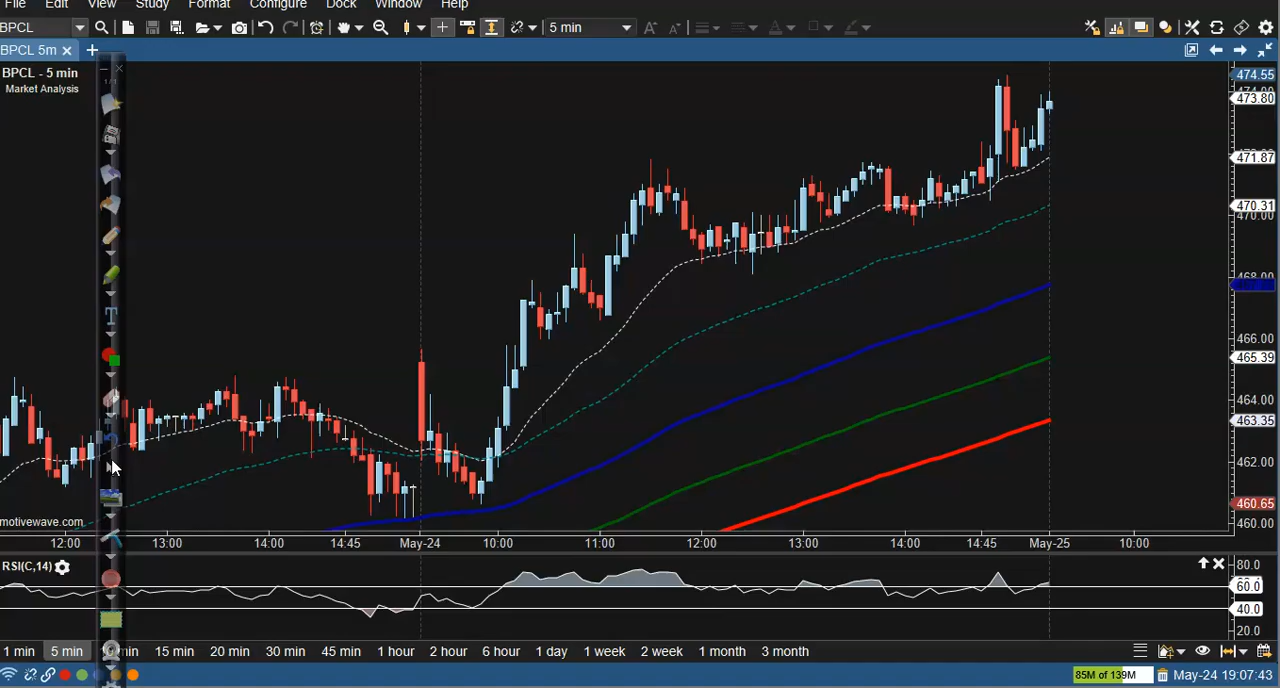 File Edit View Study Format Configure Dock Window Help
BPCL 5 min
BPCL 5m
BPCL - 5 min
Market Analysis
474.55
473.80
471.87
470.31
470.00
466.00
465.39
464.00
463.35
462.00
460.65
460.00
motivewave.com
12:00 13:00 14:00 14:45 May-24 10:00 11:00 12:00 13:00 14:00 14:45 May-25 10:00
RSI(C,14)
80.0
60.0
40.0
20.0
1 min 5 min 15 min 20 min 30 min 45 min 1 hour 2 hour 6 hour 1 day 1 week 2 week 1 month 3 month
85M of 139M May-24 19:07:43